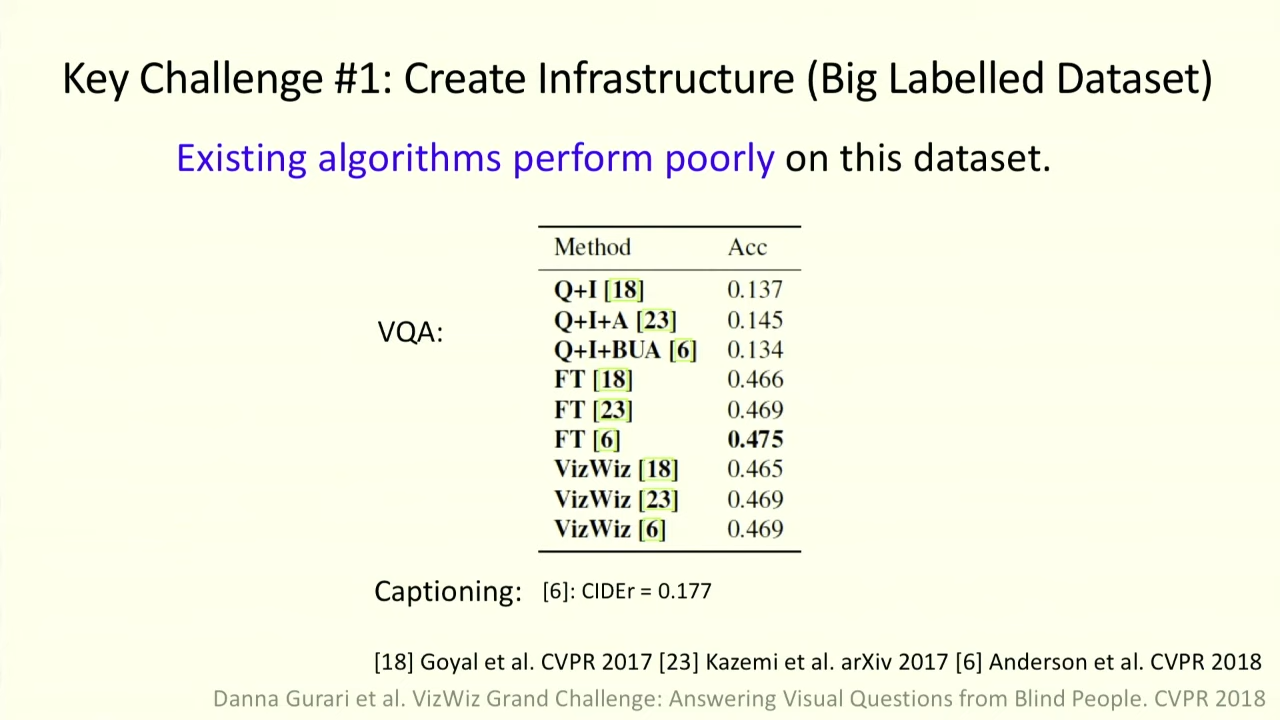 Key Challenge #1: Create Infrastructure (Big Labelled Dataset)
Existing algorithms perform poorly on this dataset.
VQA:
Method Acc
Q+I [18] 0.137
Q+I+A [23] 0.145
Q+I+BUA [6] 0.134
FT [18] 0.466
FT [23] 0.469
FT [6] 0.475
VizWiz [18] 0.465
VizWiz [23] 0.469
VizWiz [6] 0.469
Captioning: [6]: CIDEr = 0.177
[18] Goyal et al. CVPR 2017 [23] Kazemi et al. arXiv 2017 [6] Anderson et al. CVPR 2018
Danna Gurari et al. VizWiz Grand Challenge: Answering Visual Questions from Blind People. CVPR 2018